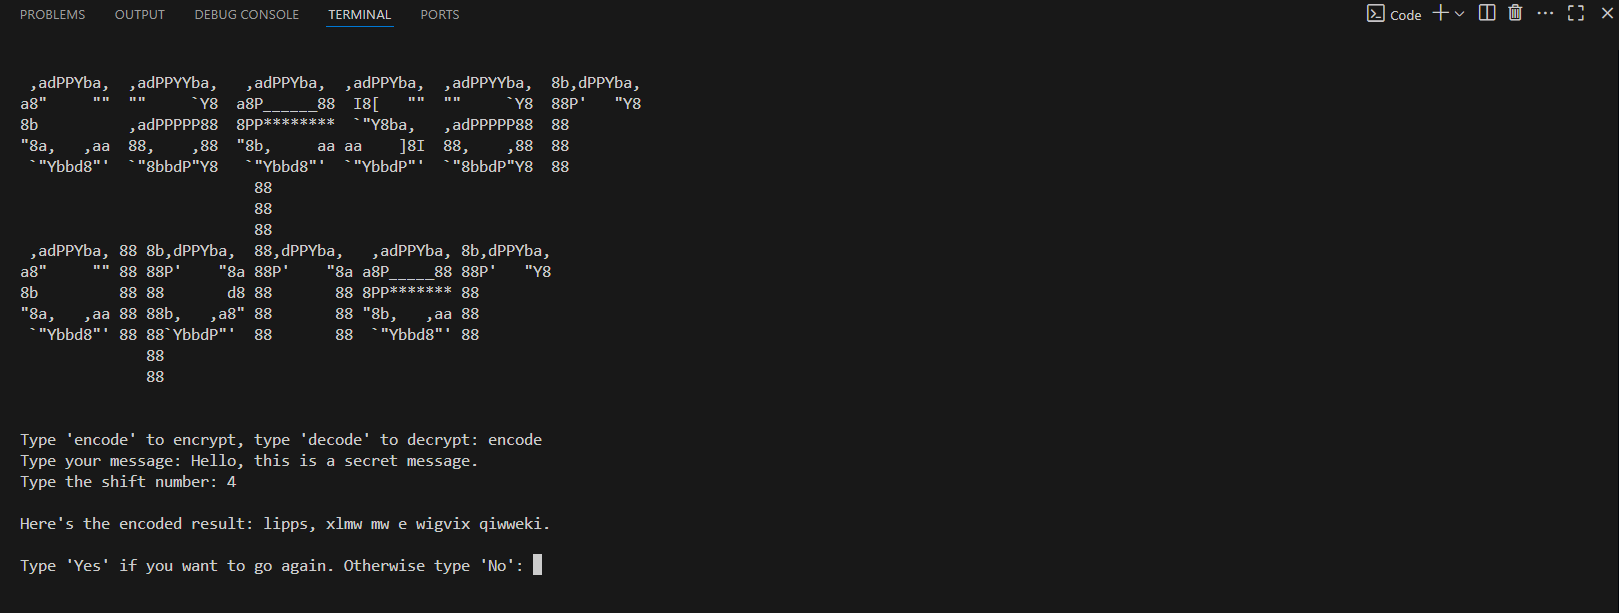 PROBLEMS OUTPUT DEBUG CONSOLE TERMINAL PORTS Code
 ,adPPYba,  ,adPPYYba,   ,adPPYba,  ,adPPYba,  ,adPPYYba,  8b,dPPYba,
a8"     ""  ""     `Y8  a8P______88  I8[   ""  ""      `Y8  88P'   "Y8
8b          ,adPPPPP88  8PP********  `"Y8ba,   ,adPPPPP88  88
"8a,   ,aa  88,    ,88  "8b,     aa aa    ]8I  88,    ,88  88
 `"Ybbd8"'  `"8bbdP"Y8   `"Ybbd8"'  `"YbbdP"'  `"8bbdP"Y8  88
                          88
                          88
                          88
 ,adPPYba, 88 8b,dPPYba,  88,dPPYba,   ,adPPYba, 8b,dPPYba,
a8"     "" 88 88P'    "8a 88P'    "8a a8P_____88 88P'   "Y8
8b         88 88       d8 88       88 8PP******* 88
"8a,   ,aa 88 88b,   ,a8" 88       88 "8b,   ,aa 88
 `"Ybbd8"' 88 88`YbbdP"'  88       88  `"Ybbd8"' 88
              88
              88
Type 'encode' to encrypt, type 'decode' to decrypt: encode
Type your message: Hello, this is a secret message.
Type the shift number: 4
Here's the encoded result: lipps, xlmw mw e wigvix qiwweki.
Type 'Yes' if you want to go again. Otherwise type 'No':